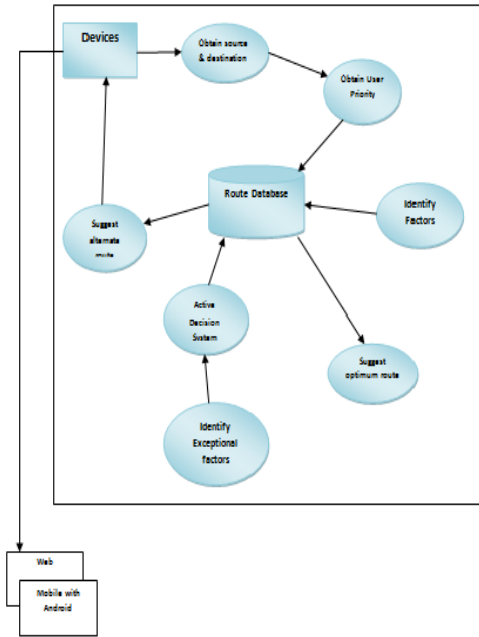 Devices
Obtain source
& destination
Obtain User
Priority
Route Database
Identify
Factors
Suggest
alternate
route
Active
Decision
System
Suggest
optimum route
Identify
Exceptional
factors
Web
Mobile with
Android